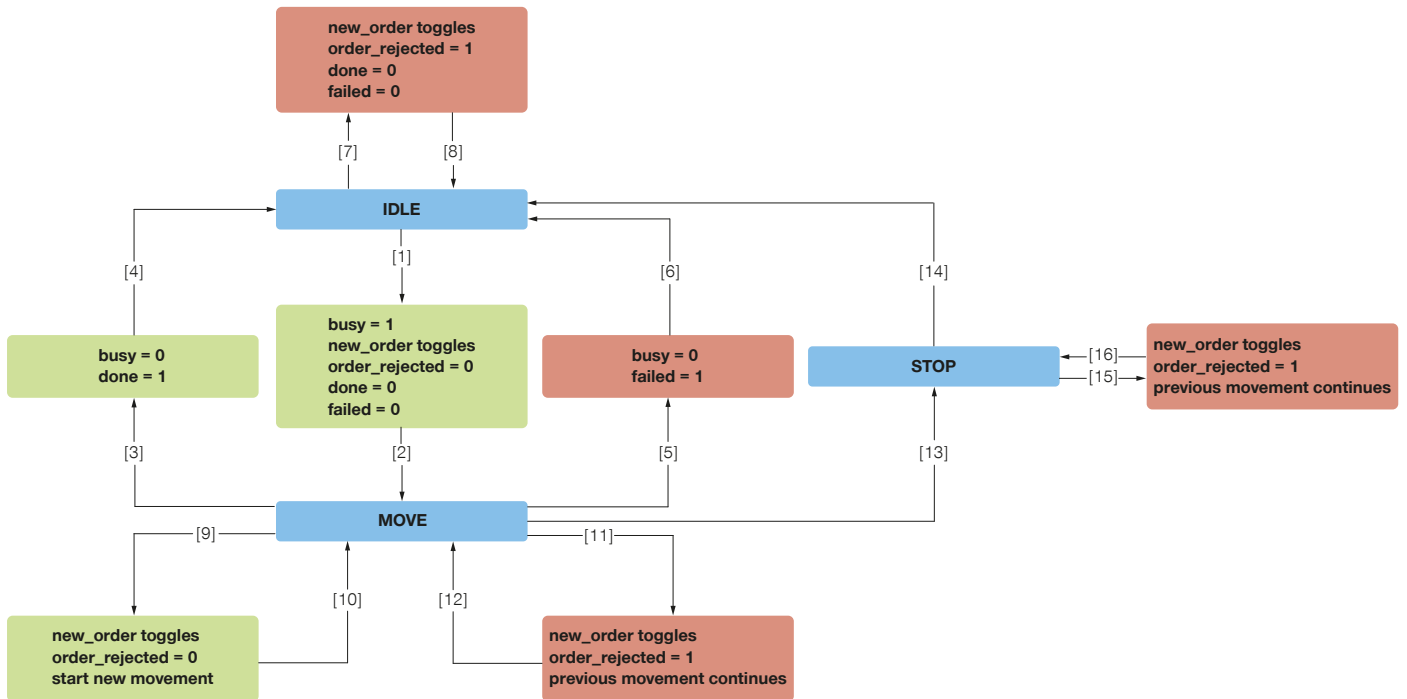 new_order toggles
order_rejected = 1
done = 0
failed = 0
[7]
[8]
IDLE
[1]
[4]
[6]
[14]
busy = 1
new_order toggles
order_rejected = 0
done = 0
failed = 0
busy = 0
done = 1
busy = 0
failed = 1
STOP
[16]
[15]
new_order toggles
order_rejected = 1
previous movement continues
[3]
[2]
[5]
[13]
MOVE
[9]
[11]
[10]
[12]
new_order toggles
order_rejected = 0
start new movement
new_order toggles
order_rejected = 1
previous movement continues